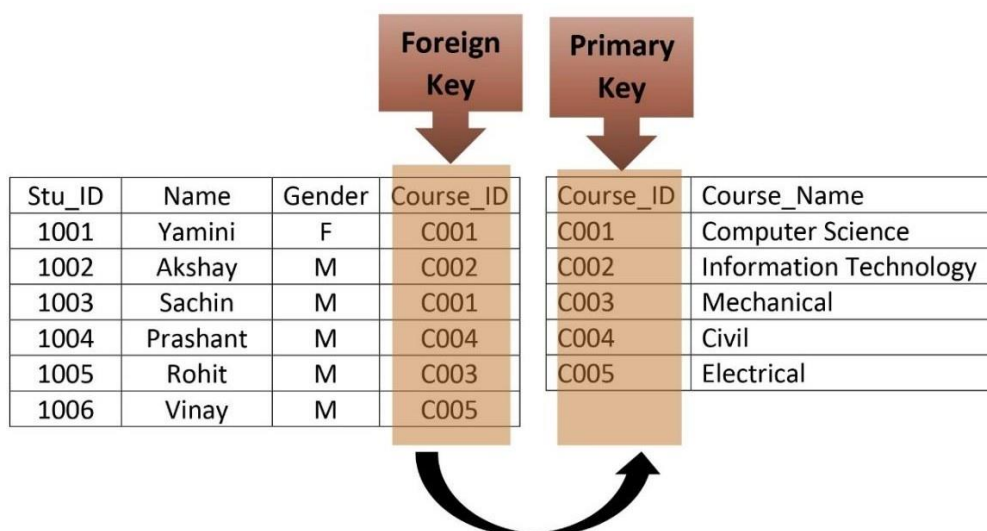 Foreign
Key
Primary
Key
Stu_ID Name Gender Course_ID
1001 Yamini F C001
1002 Akshay M C002
1003 Sachin M C001
1004 Prashant M C004
1005 Rohit M C003
1006 Vinay M C005
Course_ID Course_Name
C001 Computer Science
C002 Information Technology
C003 Mechanical
C004 Civil
C005 Electrical